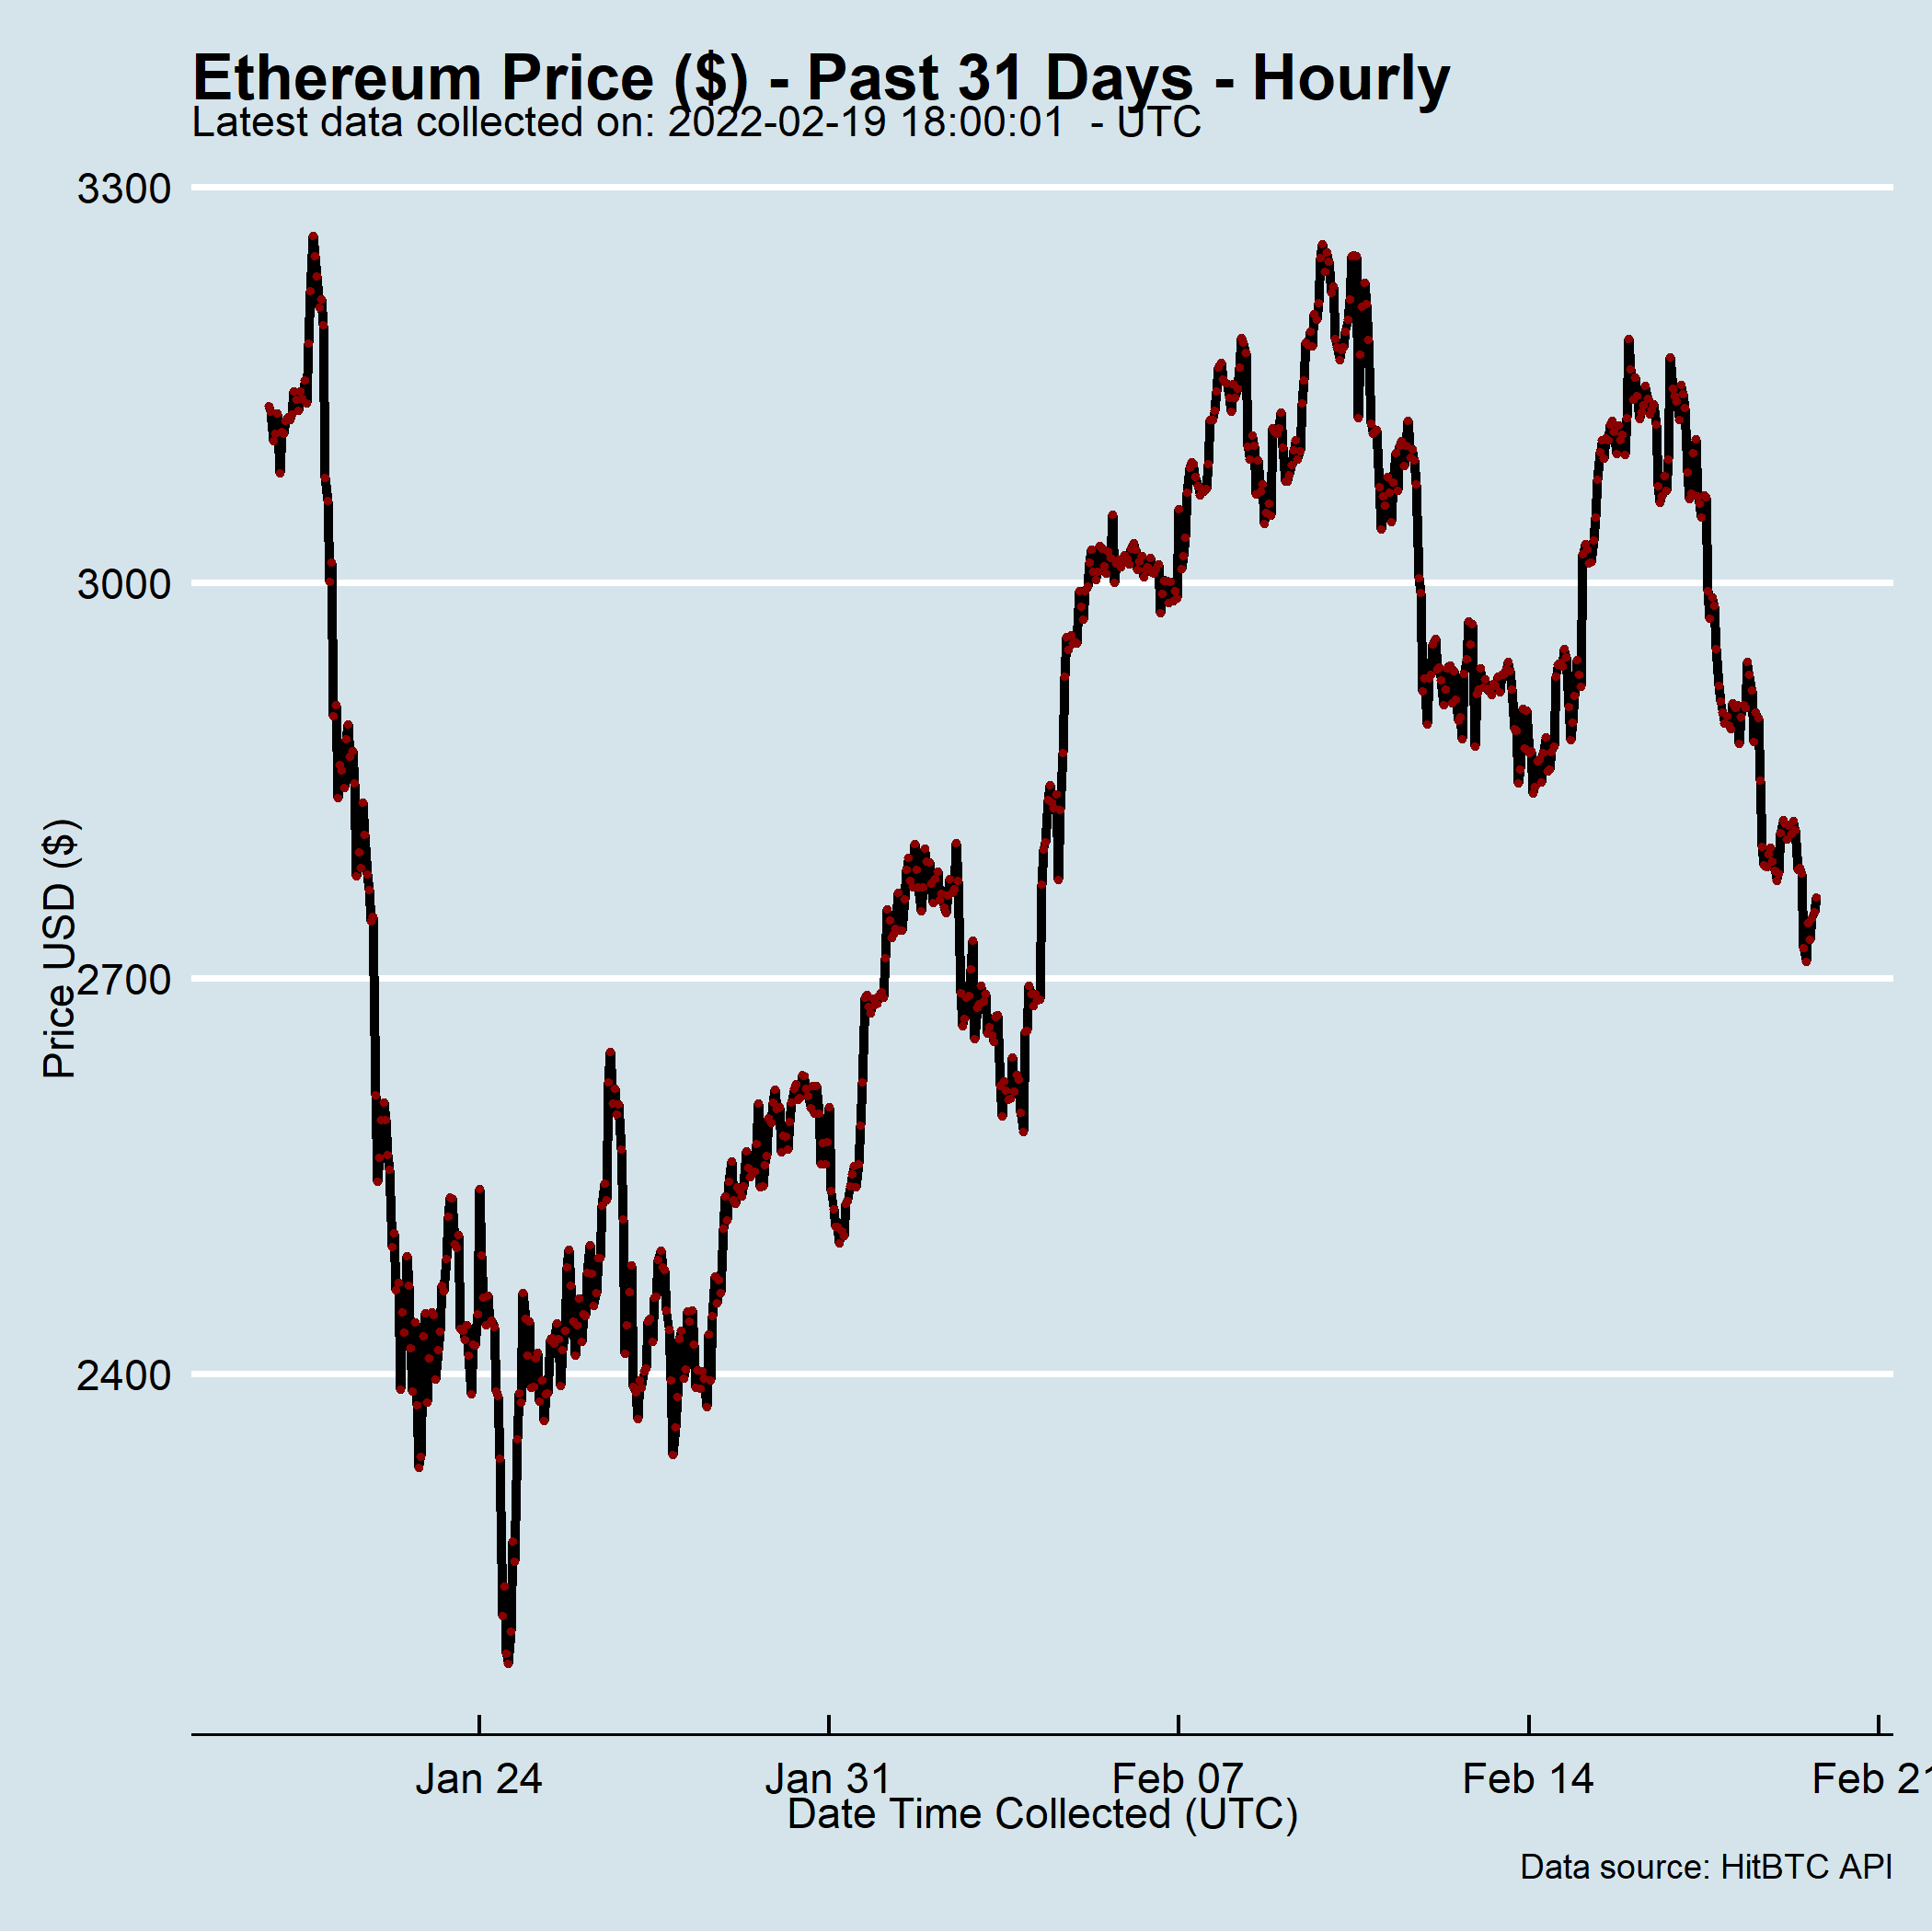 Ethereum Price ($) - Past 31 Days - Hourly
Latest data collected on: 2022-02-19 18:00:01  - UTC
3300
3000
2700
2400
Price USD ($)
Jan 24 Jan 31 Feb 07 Feb 14 Feb 21
Date Time Collected (UTC)
Data source: HitBTC API